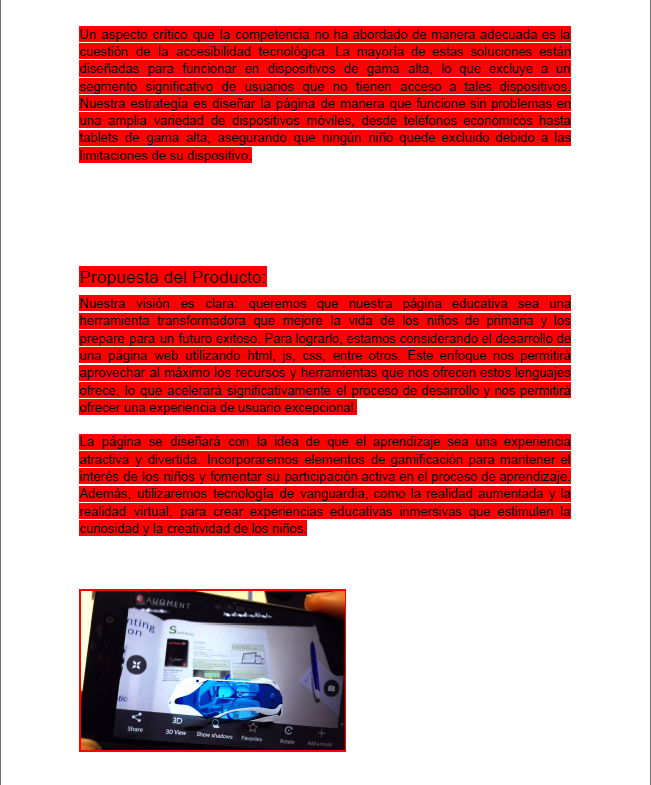 Un aspecto crítico que la competencia no ha abordado de manera adecuada es la
cuestión de la accesibilidad tecnológica. La mayoría de estas soluciones están
diseñadas para funcionar en dispositivos de gama alta, lo que excluye a un
segmento significativo de usuarios que no tienen acceso a tales dispositivos.
Nuestra estrategia es diseñar la página de manera que funcione sin problemas en
una amplia variedad de dispositivos móviles, desde teléfonos económicos hasta
tablets de gama alta, asegurando que ningún niño quede excluido debido a las
limitaciones de su dispositivo.
Propuesta del Producto:
Nuestra visión es clara: queremos que nuestra página educativa sea una
herramienta transformadora que mejore la vida de los niños de primaria y los
prepare para un futuro exitoso. Para lograrlo, estamos considerando el desarrollo de
una página web utilizando html, js, css, entre otros. Este enfoque nos permitirá
aprovechar al máximo los recursos y herramientas que nos ofrecen estos lenguajes
ofrece, lo que acelerará significativamente el proceso de desarrollo y nos permitirá
ofrecer una experiencia de usuario excepcional.
La página se diseñará con la idea de que el aprendizaje sea una experiencia
atractiva y divertida. Incorporaremos elementos de gamificación para mantener el
interés de los niños y fomentar su participación activa en el proceso de aprendizaje.
Además, utilizaremos tecnología de vanguardia, como la realidad aumentada y la
realidad virtual, para crear experiencias educativas inmersivas que estimulen la
curiosidad y la creatividad de los niños.
AUGMENT
nting
on
3D
Share
3D View
Show shadows
Favorites
Rotate
Add a model